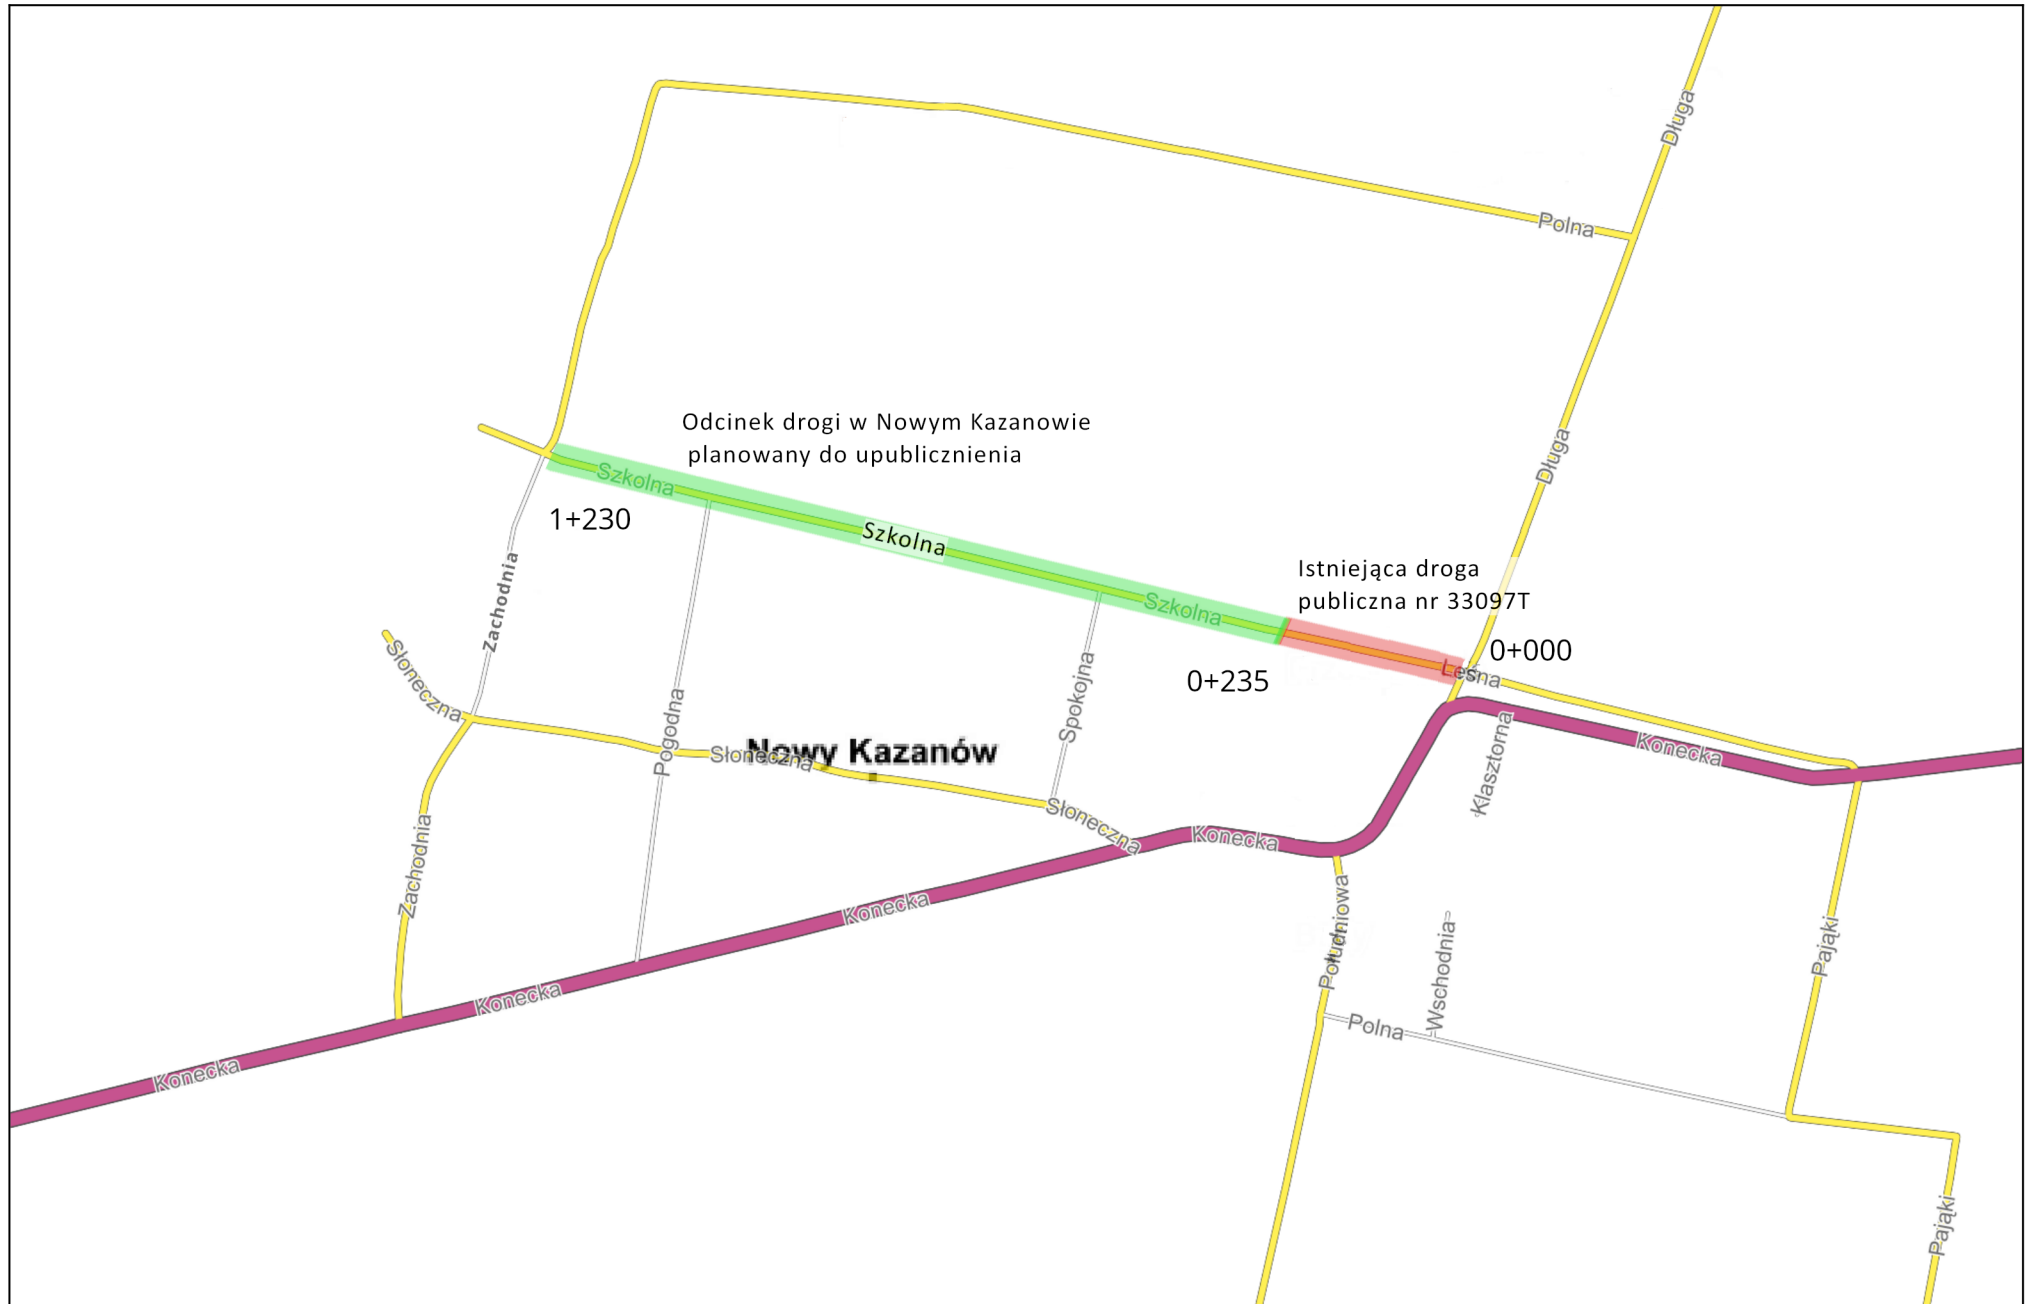 Długa
Polna
Odcinek drogi w Nowym Kazanowie
planowany do upublicznienia
Długa
Szkolna
1+230
Szkolna
Istniejąca droga
publiczna nr 33097T
Zachodnia
Szkolna
0+000
0+235
Leśna
Słoneczna
Spokojna
Pogodna
Słoneczna
Nowy Kazanów
Klasztorna
Konecka
Słoneczna
Konecka
Zachodnia
Konecka
Południowa
Pająki
Wschodnia
Konecka
Polna
Konecka
Pająki